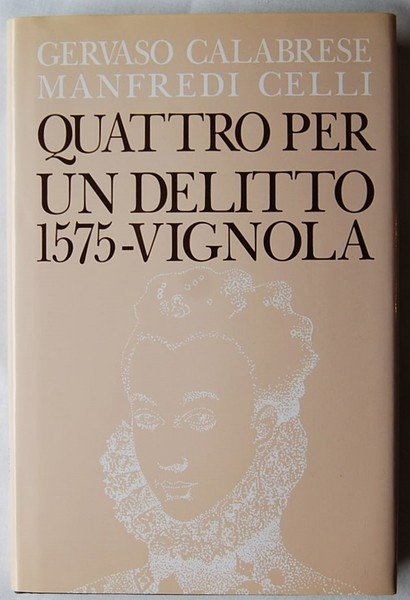 GERVASO CALABRESE
MANFREDI CELLI
QUATTRO PER
UN DELITTO
1575-VIGNOLA